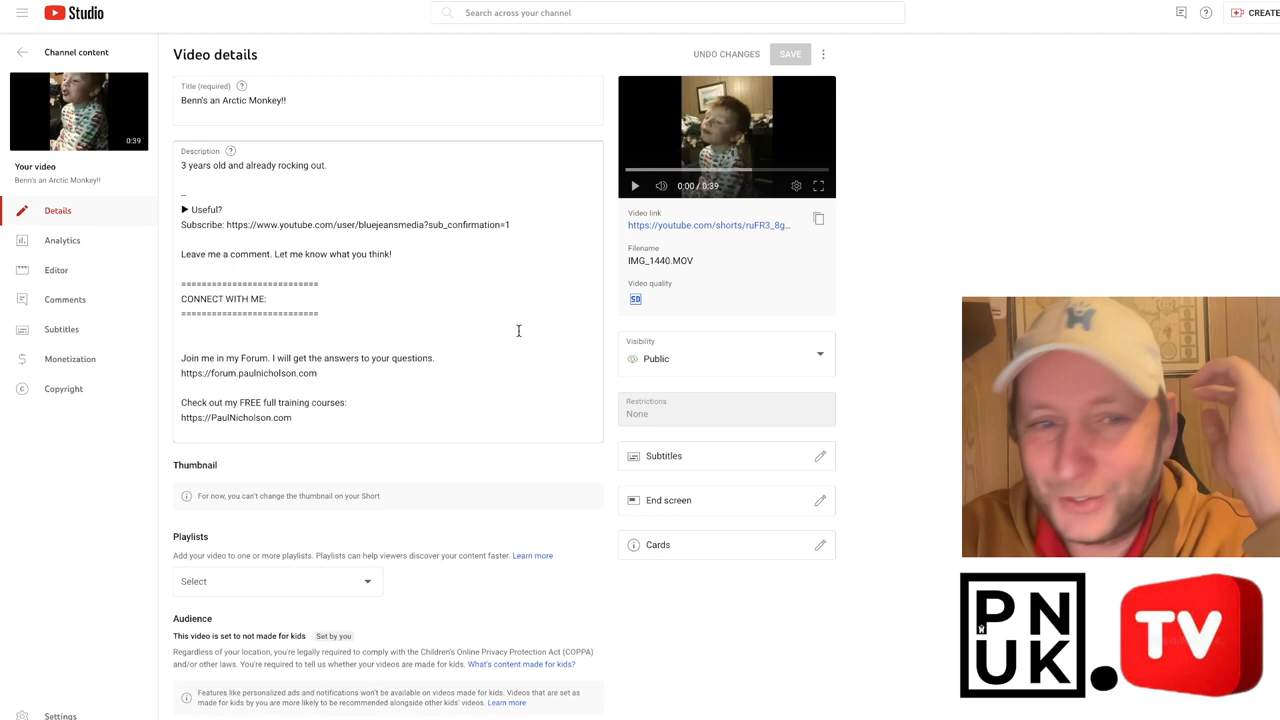 Studio
Search across your channel
CREATE
Channel content
0:39
Your video
Benn's an Arctic Monkey!!
Details
Analytics
Editor
Comments
Subtitles
Monetization
Copyright
Settings
Video details
UNDO CHANGES
SAVE
Title (required)
Benn's an Arctic Monkey!!
Description
3 years old and already rocking out.
--
▶ Useful?
Subscribe: https://www.youtube.com/user/bluejeansmedia?sub_confirmation=1
Leave me a comment. Let me know what you think!
===========================
CONNECT WITH ME:
===========================
Join me in my Forum. I will get the answers to your questions.
https://forum.paulnicholson.com
Check out my FREE full training courses:
https://PaulNicholson.com
Thumbnail
For now, you can't change the thumbnail on your Short
Playlists
Add your video to one or more playlists. Playlists can help viewers discover your content faster. Learn more
Select
Audience
This video is set to not made for kids Set by you
Regardless of your location, you're legally required to comply with the Children's Online Privacy Protection Act (COPPA)
and/or other laws. You're required to tell us whether your videos are made for kids. What's content made for kids?
Features like personalized ads and notifications won't be available on videos made for kids. Videos that are set as
made for kids by you are more likely to be recommended alongside other kids' videos. Learn more
0:00 / 0:39
Video link
https://youtube.com/shorts/ruFR3_8g...
Filename
IMG_1440.MOV
Video quality
SD
Visibility
Public
Restrictions
None
Subtitles
End screen
Cards
PN
UK.
TV